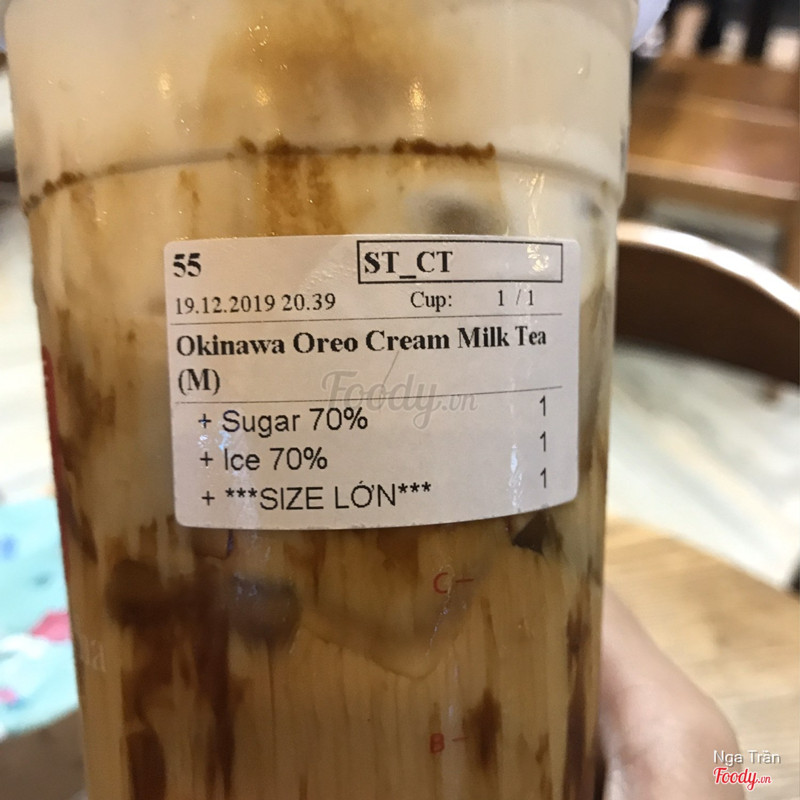 55 ST_CT
19.12.2019 20.39 Cup: 1 / 1
Okinawa Oreo Cream Milk Tea
(M)
+ Sugar 70% 1
+ Ice 70% 1
+ ***SIZE LỚN*** 1
Foody.vn
C
B
Nga Trần
Foody.vn